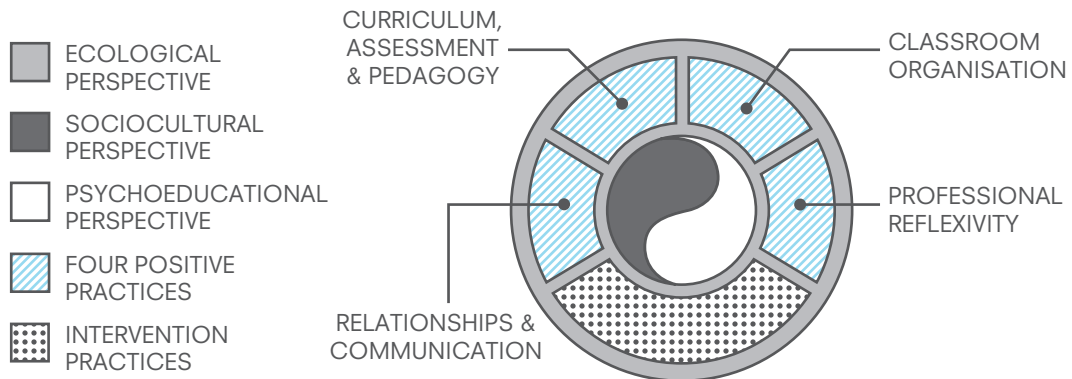 ECOLOGICAL
PERSPECTIVE
SOCIOCULTURAL
PERSPECTIVE
PSYCHOEDUCATIONAL
PERSPECTIVE
FOUR POSITIVE
PRACTICES
INTERVENTION
PRACTICES
CURRICULUM,
ASSESSMENT
& PEDAGOGY
CLASSROOM
ORGANISATION
PROFESSIONAL
REFLEXIVITY
RELATIONSHIPS &
COMMUNICATION